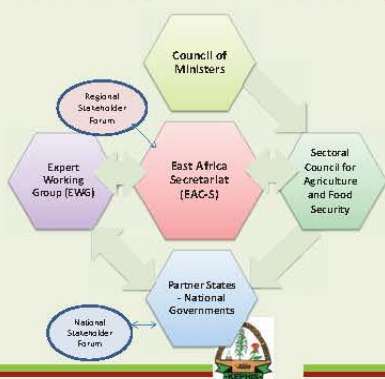 Council of
Ministers
Regional
Stakeholder
Forum
Expert
Working
Group (EWG)
East Africa
Secretariat
(EAC-S)
Sectoral
Council for
Agriculture
and Food
Security
Partner States
- National
Governments
National
Stakeholder
Forum
KEPHIS